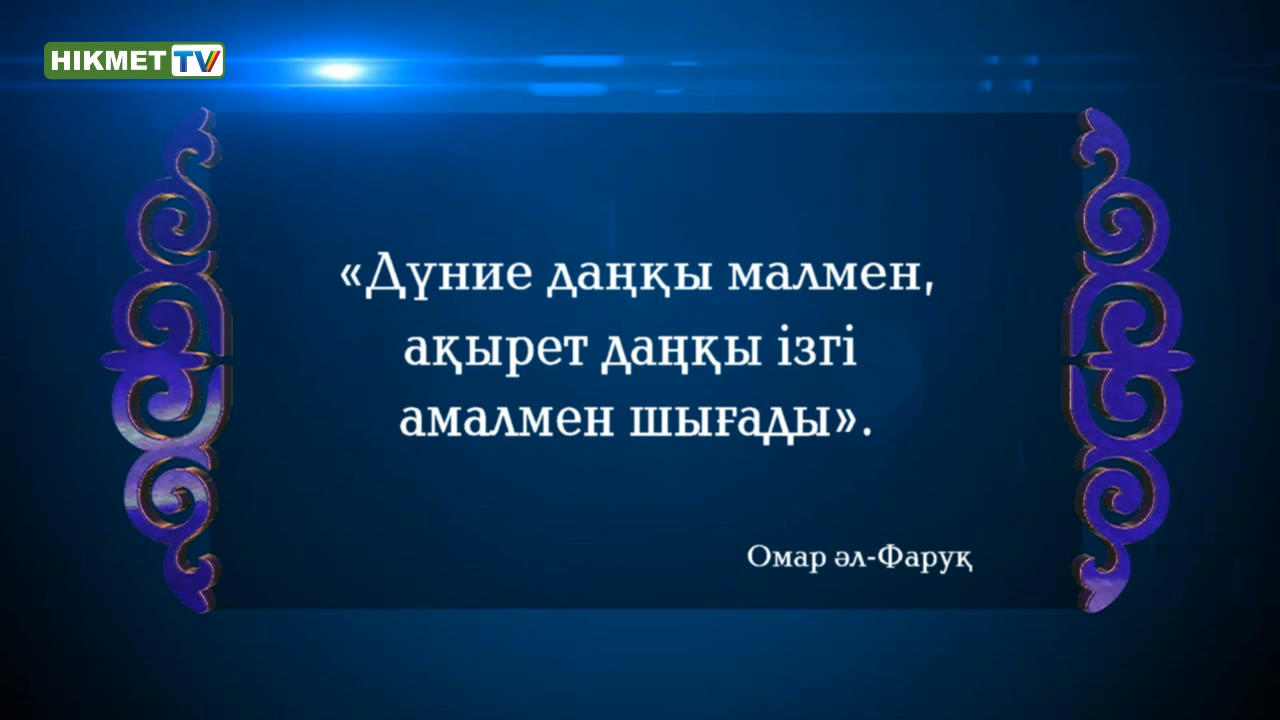 HIKMET TV
«Дүние даңқы малмен,
ақырет даңқы ізгі
амалмен шығады».
Омар әл-Фаруқ